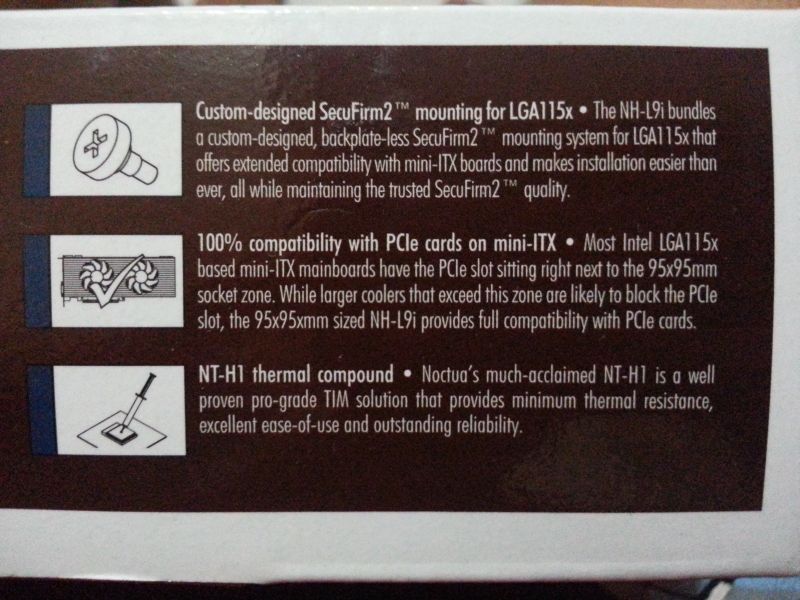 Custom-designed SecuFirm2™ mounting for LGA115x • The NH-L9i bundles
a custom-designed, backplate-less SecuFirm2™ mounting system for LGA115x that
offers extended compatibility with mini-ITX boards and makes installation easier than
ever, all while maintaining the trusted SecuFirm2™ quality.
100% compatibility with PCIe cards on mini-ITX • Most Intel LGA115x
based mini-ITX mainboards have the PCIe slot sitting right next to the 95x95mm
socket zone. While larger coolers that exceed this zone are likely to block the PCIe
slot, the 95x95xmm sized NH-L9i provides full compatibility with PCIe cards.
NT-H1 thermal compound • Noctua's much-acclaimed NT-H1 is a well
proven pro-grade TIM solution that provides minimum thermal resistance,
excellent ease-of-use and outstanding reliability.